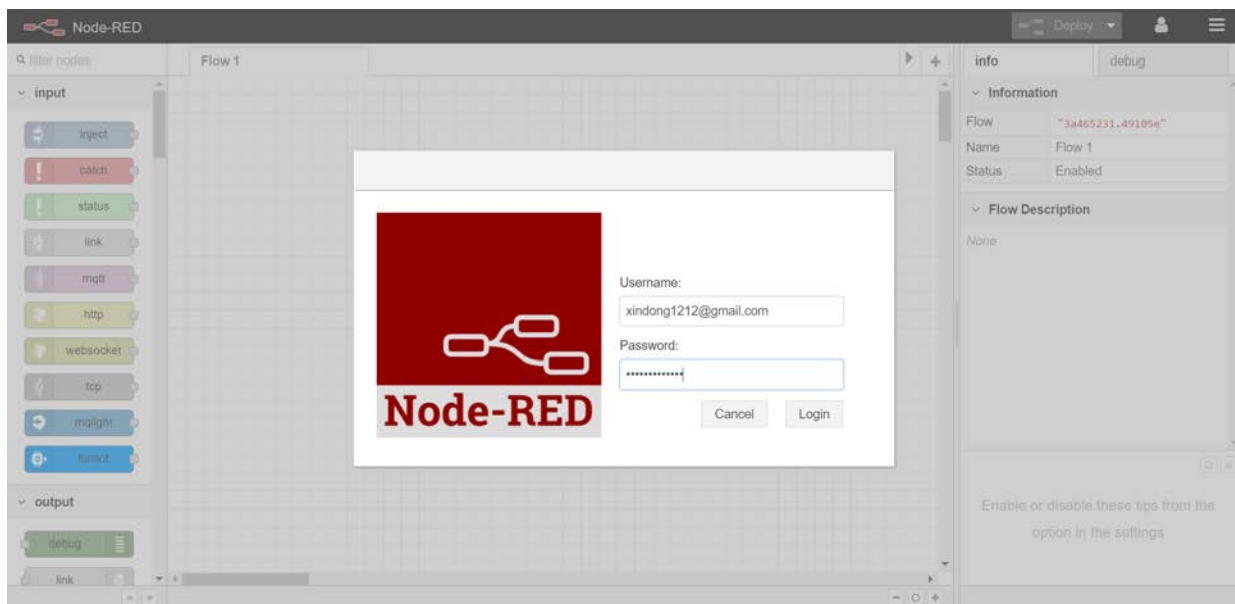 Node-RED
Deploy
filter nodes
Flow 1
info
debug
input
Information
inject
Flow
"3a465231.49105e"
catch
Name
Flow 1
Status
Enabled
status
Flow Description
link
None
mqtt
Username:
http
xindong1212@gmail.com
websocket
Password:
•••••••••••••
tcp
Node-RED
Cancel
Login
mqlight
ibmiot
output
Enable or disable these tips from the
option in the settings
debug
link